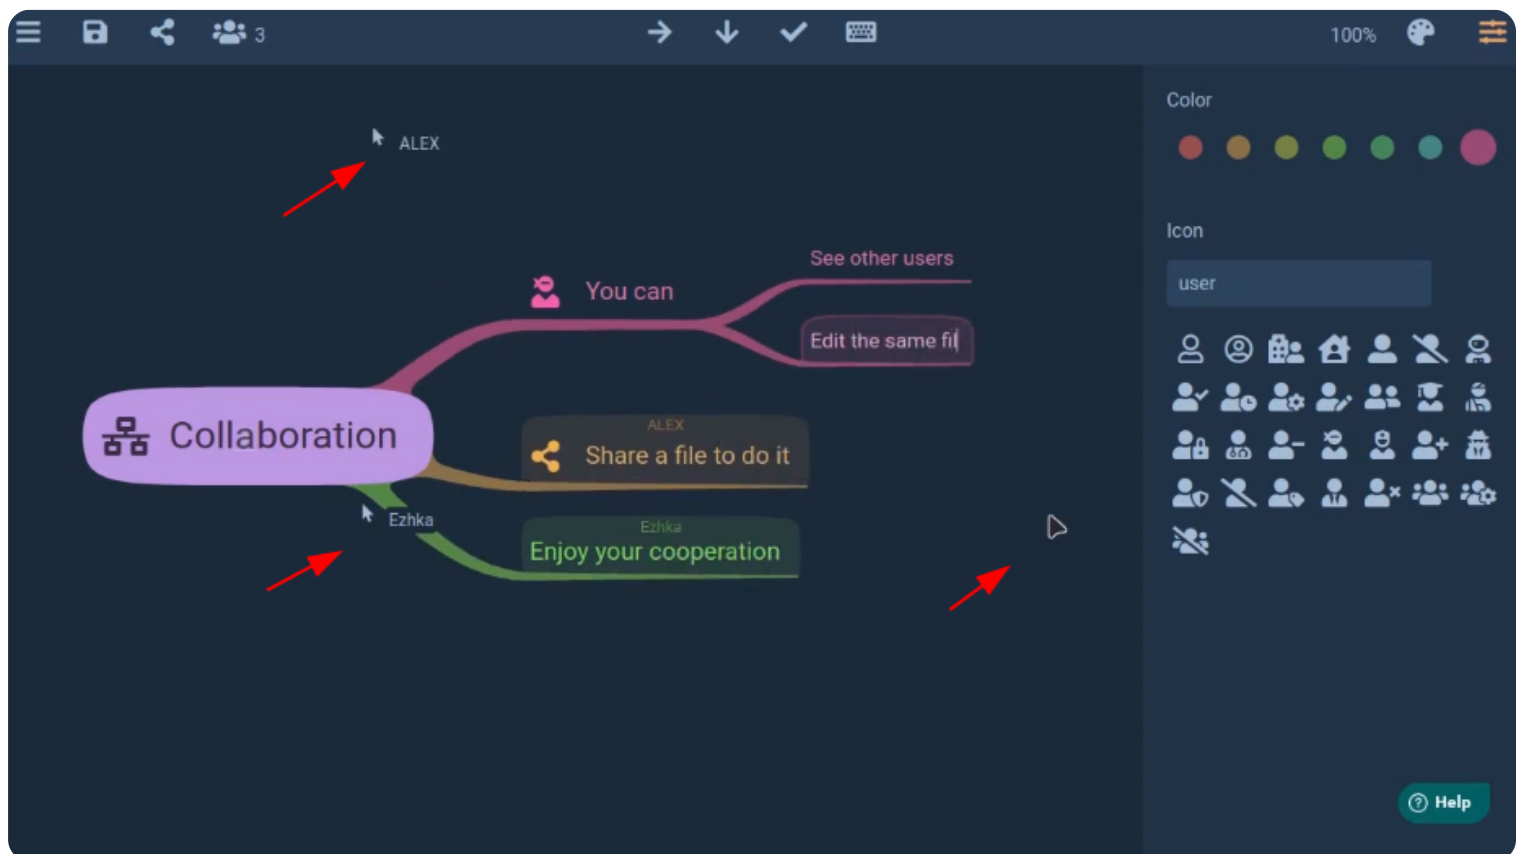 3
100%
Color
ALEX
Icon
user
See other users
You can
Edit the same fil
Collaboration
ALEX
Share a file to do it
Ezhka
Ezhka
Enjoy your cooperation
Help